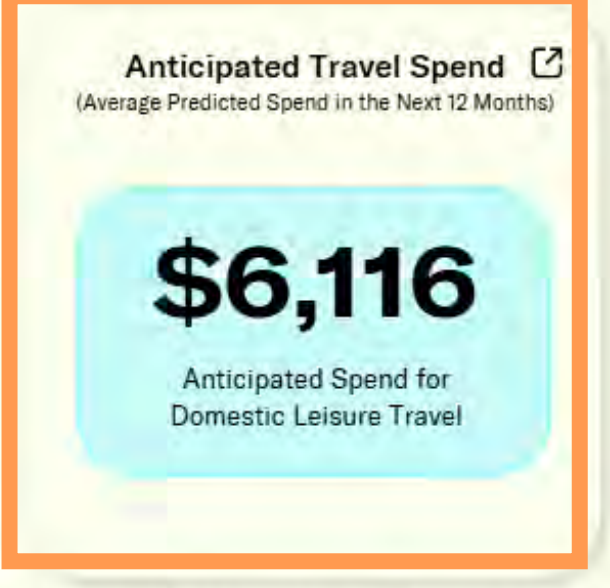 Anticipated Travel Spend
(Average Predicted Spend in the Next 12 Months)
$6,116
Anticipated Spend for
Domestic Leisure Travel